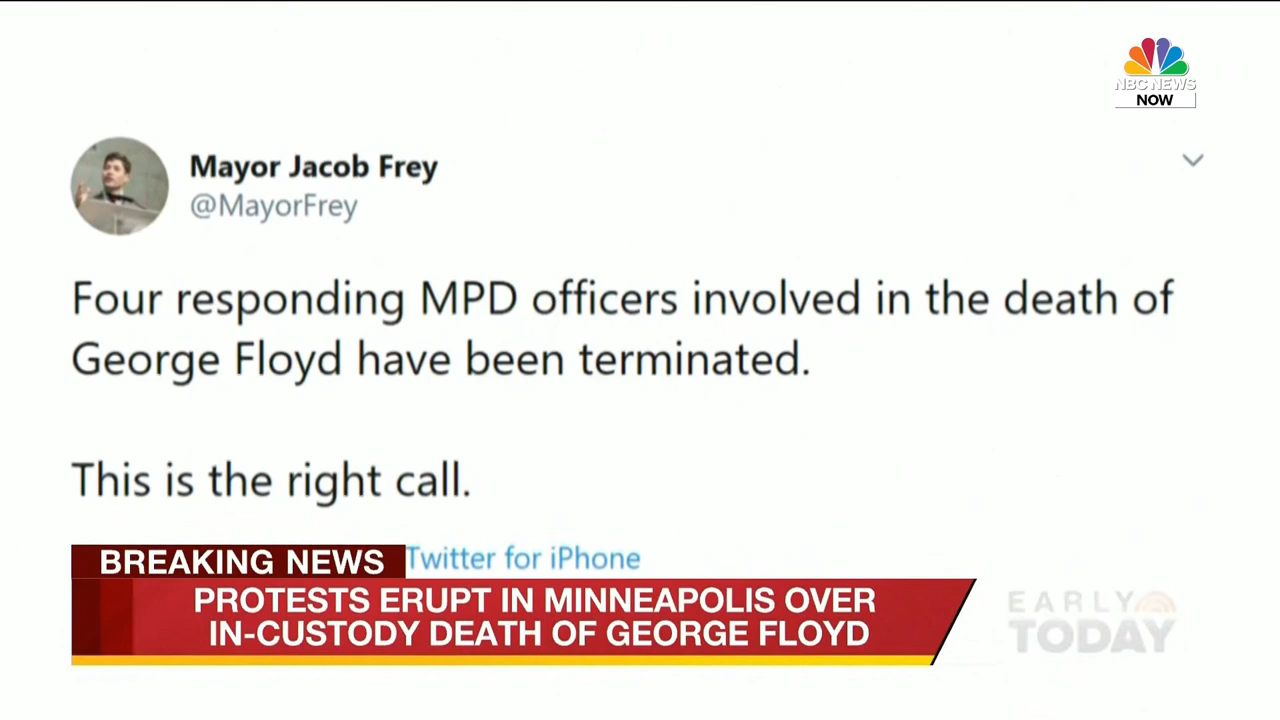 NBC NEWS
NOW
Mayor Jacob Frey
@MayorFrey
Four responding MPD officers involved in the death of
George Floyd have been terminated.
This is the right call.
Twitter for iPhone
BREAKING NEWS
PROTESTS ERUPT IN MINNEAPOLIS OVER
IN-CUSTODY DEATH OF GEORGE FLOYD
EARLY
TODAY